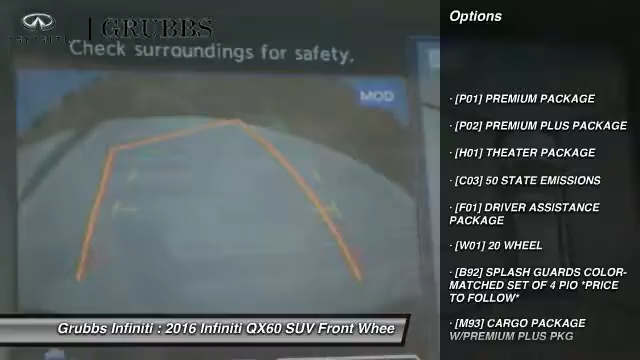 INFINITI | GRUBBS
Check surroundings for safety.
MOD
Grubbs Infiniti : 2016 Infiniti QX60 SUV Front Whee
Options
· [P01] PREMIUM PACKAGE
· [P02] PREMIUM PLUS PACKAGE
· [H01] THEATER PACKAGE
· [C03] 50 STATE EMISSIONS
· [F01] DRIVER ASSISTANCE
PACKAGE
· [W01] 20 WHEEL
· [B92] SPLASH GUARDS COLOR-
MATCHED SET OF 4 PIO *PRICE
TO FOLLOW*
· [M93] CARGO PACKAGE
W/PREMIUM PLUS PKG